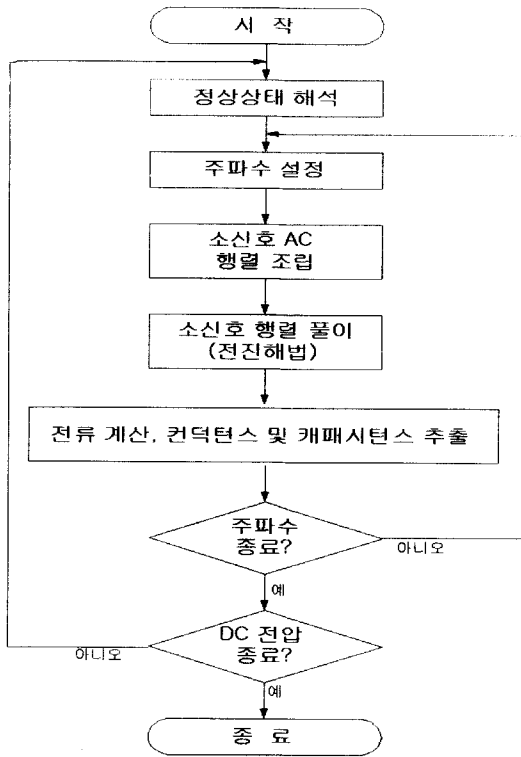 시 작
정상상태 해석
주파수 설정
소신호 AC
행렬 조립
소신호 행렬 풀이
(전진해법)
전류 계산, 컨덕턴스 및 캐패시턴스 추출
주파수
종료?
아니오
예
DC 전압
종료?
아니오
예
종 료